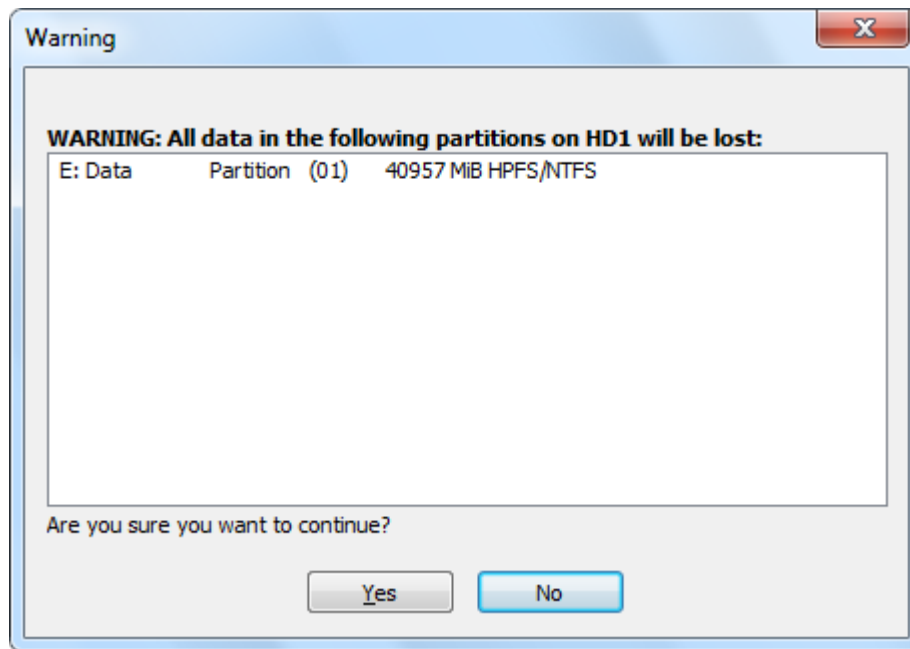 Warning
WARNING: All data in the following partitions on HD1 will be lost:
E: Data Partition (01) 40957 MiB HPFS/NTFS
Are you sure you want to continue?
Yes No